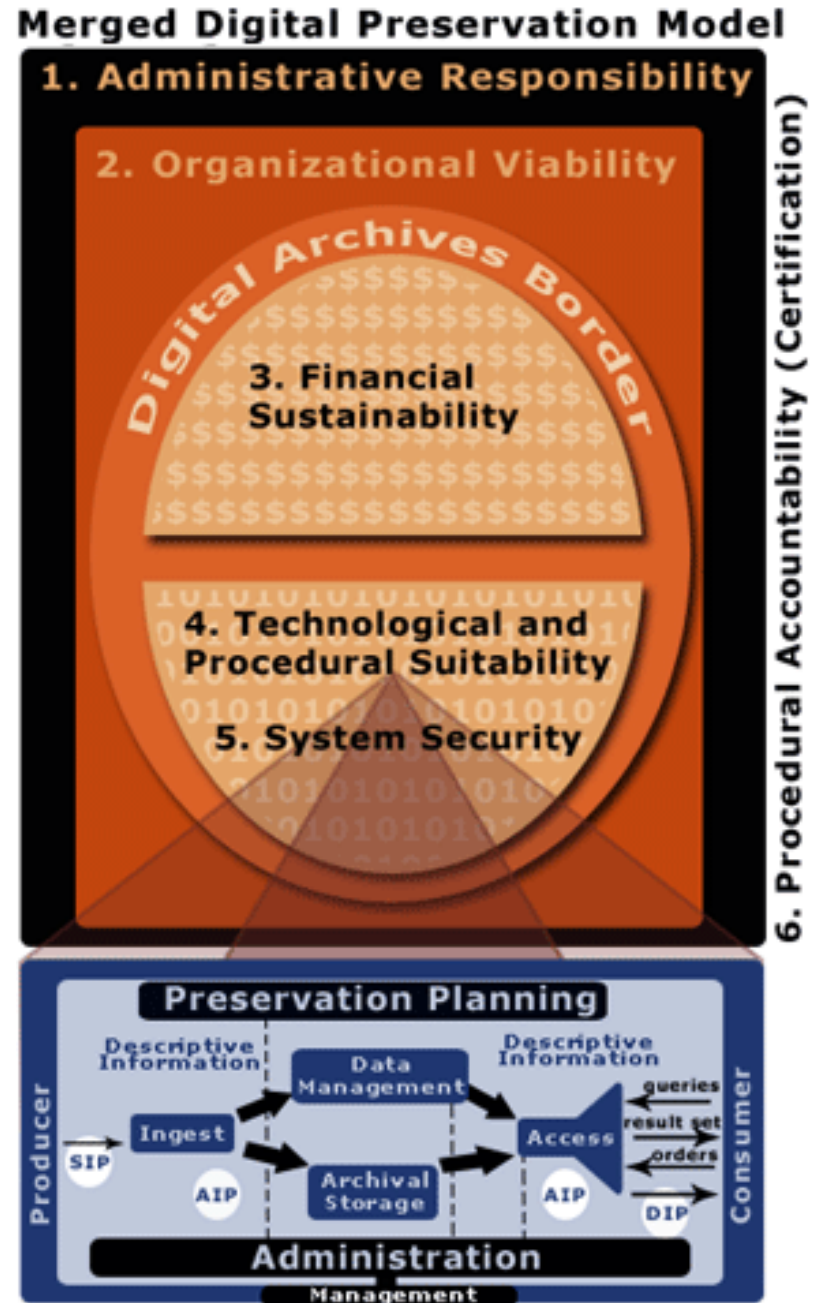 Merged Digital Preservation Model
1. Administrative Responsibility
2. Organizational Viability
Digital Archives Border
3. Financial
Sustainability
4. Technological and
Procedural Suitability
5. System Security
6. Procedural Accountability (Certification)
Preservation Planning
Descriptive
Information
Descriptive
Information
Data
Management
Producer
Ingest
SIP
AIP
Archival
Storage
Access
AIP
queries
result set
orders
DIP
Consumer
Administration
Management